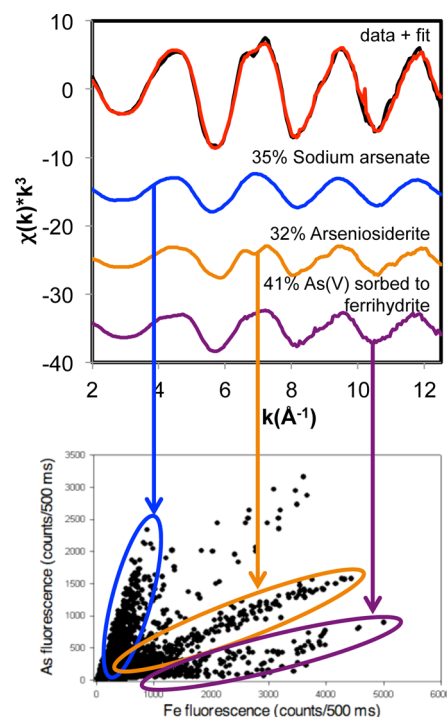 10
data + fit
0
-10
35% Sodium arsenate
χ(k)*k³
-20
32% Arseniosiderite
41% As(V) sorbed to
ferrihydrite
-30
-40
2 4 6 8 10 12
k(Å⁻¹)
As fluorescence (counts/500 ms)
3500
3000
2500
2000
1500
1000
500
0
0 1000 2000 3000 4000 5000 6000
Fe fluorescence (counts/500 ms)